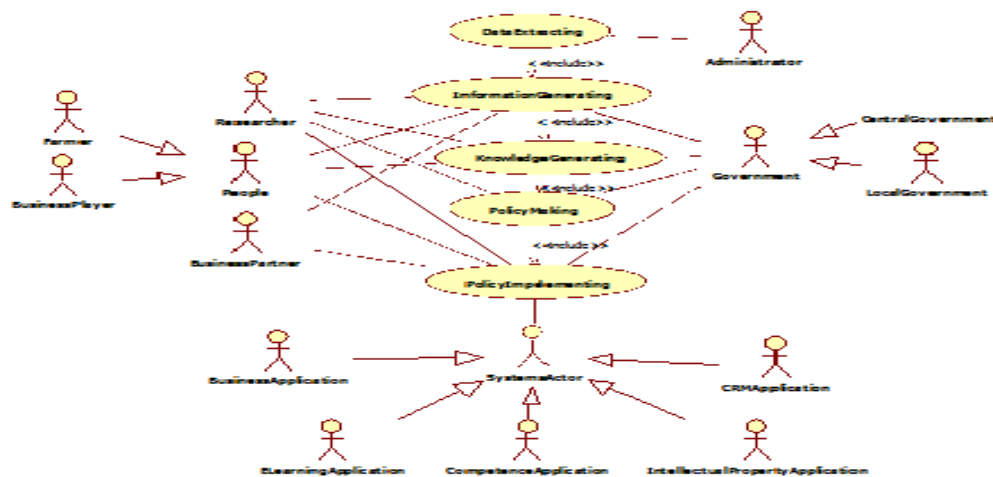 DataExtracting
Administrator
< <include>>
InformationGenerating
Researcher
Farmer
< <include>>
CentralGovernment
KnowledgeGenerating
People
Government
LocalGovernment
BusinessPlayer
<include>>
PolicyMaking
< <include>>
BusinessPartner
PolicyImpelementing
SystemsActor
BusinessApplication
CRMApplication
ELearningApplication
CompetenceApplication
IntellectualPropertyApplication